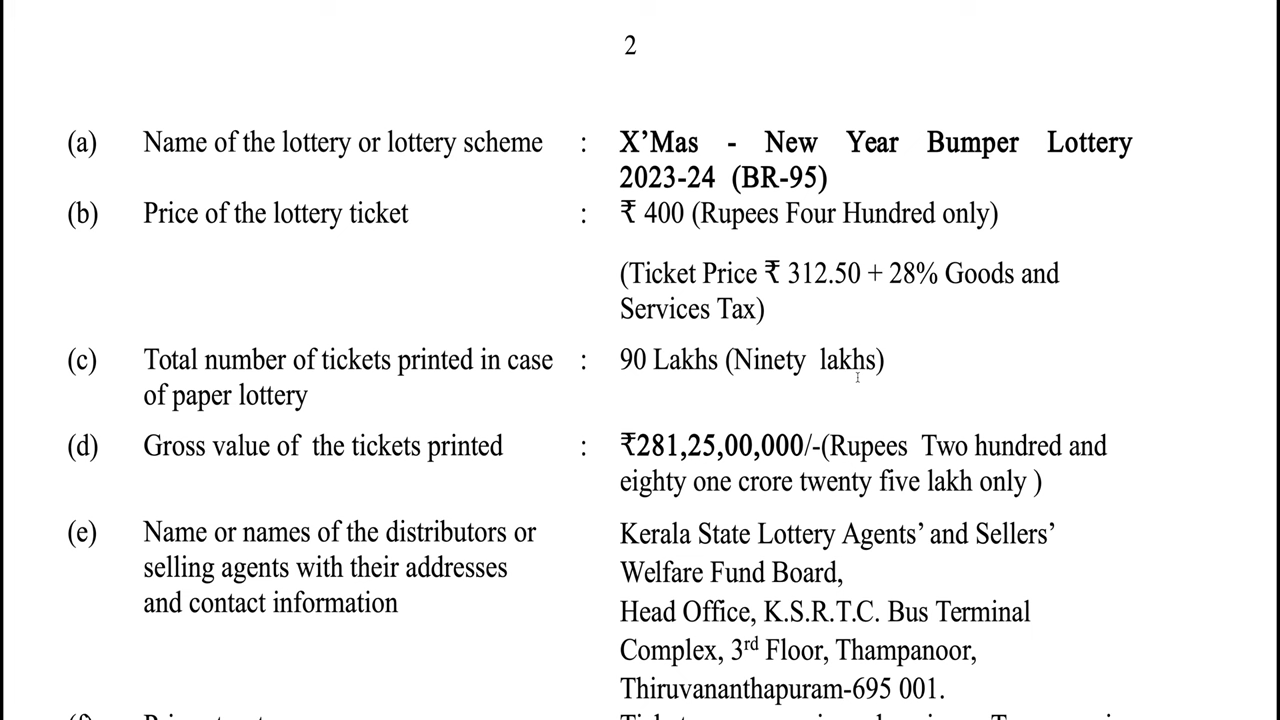 2
(a) Name of the lottery or lottery scheme : X’Mas - New Year Bumper Lottery
2023-24 (BR-95)
(b) Price of the lottery ticket : ₹ 400 (Rupees Four Hundred only)
(Ticket Price ₹ 312.50 + 28% Goods and
Services Tax)
(c) Total number of tickets printed in case : 90 Lakhs (Ninety lakhs)
of paper lottery
(d) Gross value of the tickets printed : ₹281,25,00,000/-(Rupees Two hundred and
eighty one crore twenty five lakh only )
(e) Name or names of the distributors or Kerala State Lottery Agents’ and Sellers’
selling agents with their addresses Welfare Fund Board,
and contact information Head Office, K.S.R.T.C. Bus Terminal
Complex, 3rd Floor, Thampanoor,
Thiruvananthapuram-695 001.